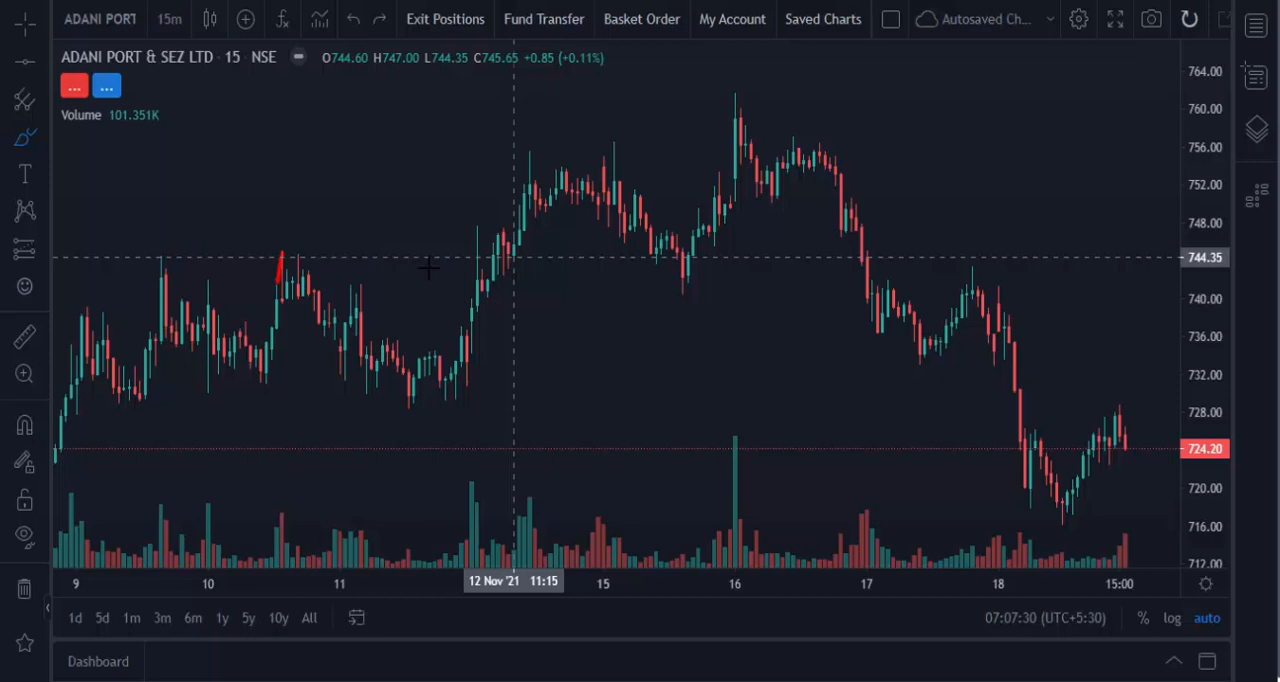 ADANI PORT 15m Exit Positions Fund Transfer Basket Order My Account Saved Charts Autosaved Ch...
ADANI PORT & SEZ LTD · 15 · NSE O744.60 H747.00 L744.35 C745.65 +0.85 (+0.11%)
... ...
Volume 101.351K
764.00
760.00
756.00
752.00
748.00
744.35
740.00
736.00
732.00
728.00
724.20
720.00
716.00
712.00
9 10 11 12 Nov '21 11:15 15 16 17 18 15:00
1d 5d 1m 3m 6m 1y 5y 10y All 07:07:30 (UTC+5:30) % log auto
Dashboard